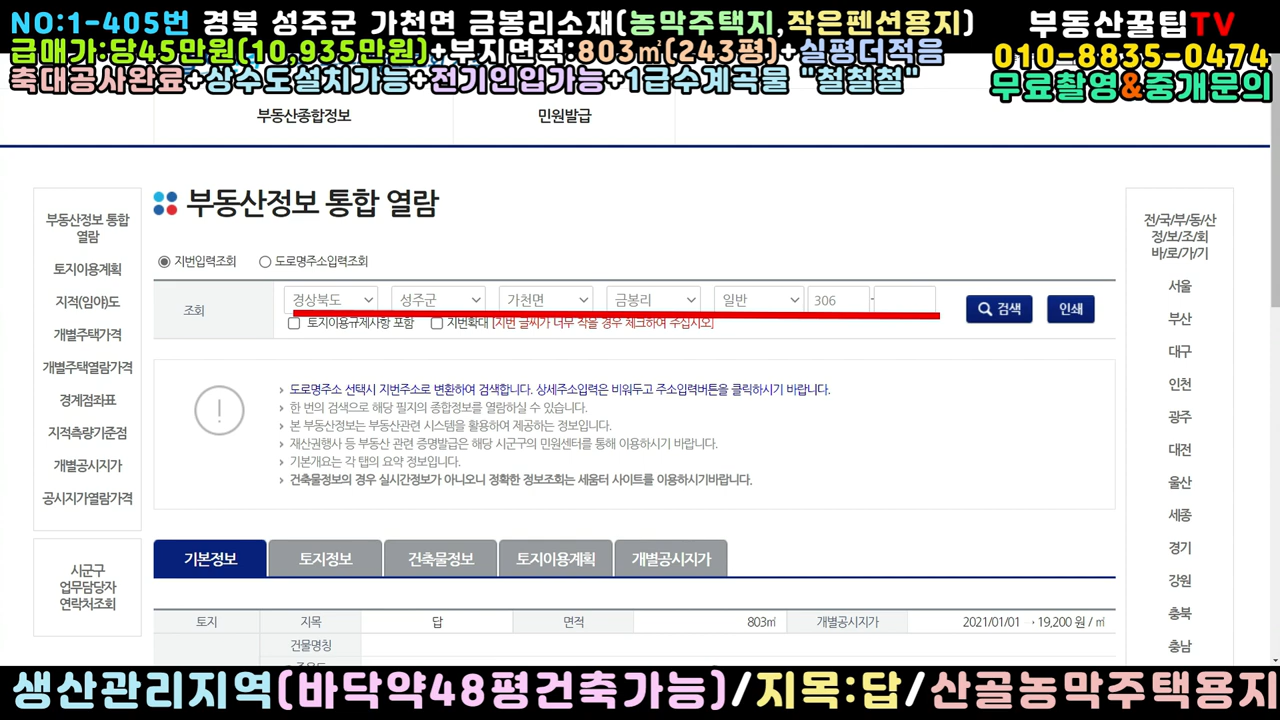 NO:1-405번 경북 성주군 가천면 금봉리소재(농막주택지,작은펜션용지) 부동산꿀팁TV
급매가:당45만원(10,935만원)+부지면적:803㎡(243평)+실평더적음 010-8835-0474
축대공사완료+상수도설치가능+전기인입가능+1급수계곡물 "철철철" 무료촬영&중개문의
부동산종합정보 민원발급
부동산정보 통합 열람
부동산정보 통합
열람
토지이용계획
지적(임야)도
개별주택가격
개별주택열람가격
경계점좌표
지적측량기준점
개별공시지가
공시지가열람가격
시군구
업무담당자
연락처조회
지번입력조회 도로명주소입력조회
조회 경상북도 성주군 가천면 금봉리 일반 306 - 검색 인쇄
토지이용규제사항 포함 지번확대 [지번 글씨가 너무 작을 경우 체크하여 주십시오]
도로명주소 선택시 지번주소로 변환하여 검색합니다. 상세주소입력은 비워두고 주소입력버튼을 클릭하시기 바랍니다.
한 번의 검색으로 해당 필지의 종합정보를 열람하실 수 있습니다.
본 부동산정보는 부동산관련 시스템을 활용하여 제공하는 정보입니다.
재산권행사 등 부동산 관련 증명발급은 해당 시군구의 민원센터를 통해 이용하시기 바랍니다.
기본개요는 각 탭의 요약 정보입니다.
건축물정보의 경우 실시간정보가 아니오니 정확한 정보조회는 세움터 사이트를 이용하시기바랍니다.
기본정보 토지정보 건축물정보 토지이용계획 개별공시지가
토지 지목 답 면적 803㎡ 개별공시지가 2021/01/01 → 19,200 원 / ㎡
건물명칭
전/국/부/동/산
정/보/조/회
바/로/가/기
서울
부산
대구
인천
광주
대전
울산
세종
경기
강원
충북
충남
생산관리지역(바닥약48평건축가능)/지목:답/산골농막주택용지